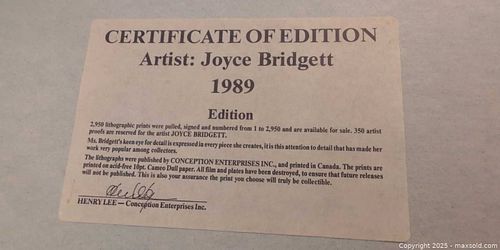 CERTIFICATE OF EDITION
Artist: Joyce Bridgett
1989
Edition
2,950 lithographic prints were pulled, signed and numbered from 1 to 2,950 and are available for sale. 350 artist
proofs are reserved for the artist JOYCE BRIDGETT.
Ms. Bridgett's keen eye for detail is expressed in every piece she creates, it is this attention to detail that has made her
work very popular among collectors.
The lithographs were published by CONCEPTION ENTERPRISES INC., and printed in Canada. The prints are
printed on acid-free 10pt. Cameo Dull paper. All film and plates have been destroyed, to ensure that future releases
will not be published. This is also your assurance the print you choose will truly be collectible.
HENRY LEE — Conception Enterprises Inc.
Copyright 2025 - maxsold.com